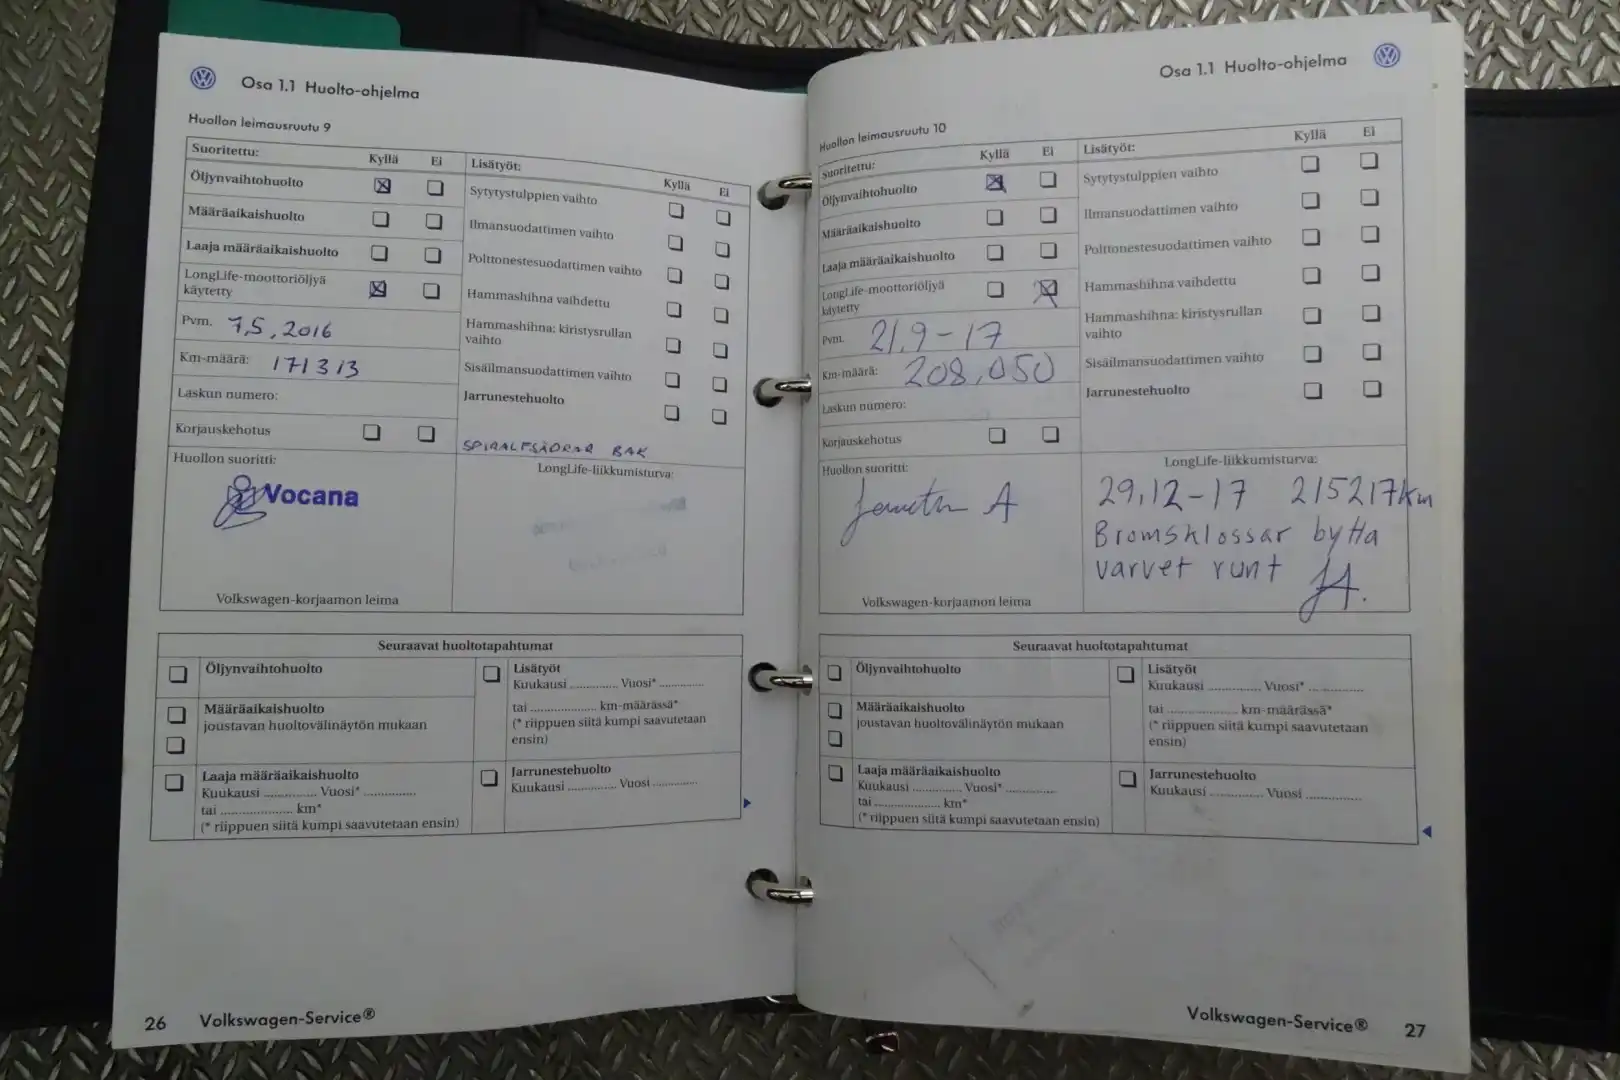 Osa 1.1 Huolto-ohjelma
Huollon leimausruutu 9
Suoritettu: Kyllä Ei
Öljynvaihtohuolto
Määräaikaishuolto
Laaja määräaikaishuolto
LongLife-moottoriöljyä
käytetty
Pvm. 7,5,2016
Km-määrä: 171313
Laskun numero:
Korjauskehotus
Lisätyöt: Kyllä Ei
Sytytystulppien vaihto
Ilmansuodattimen vaihto
Polttonestesuodattimen vaihto
Hammashihna vaihdettu
Hammashihna: kiristysrullan
vaihto
Sisäilmansuodattimen vaihto
Jarrunestehuolto
SPIRALFJÄDRAR BAK
Huollon suoritti:
Vocana
Volkswagen-korjaamon leima
LongLife-liikkumisturva:
Seuraavat huoltotapahtumat
Öljynvaihtohuolto
Määräaikaishuolto
joustavan huoltovälinäytön mukaan
Laaja määräaikaishuolto
Kuukausi .............. Vuosi* ..............
tai .................... km*
(* riippuen siitä kumpi saavutetaan ensin)
Lisätyöt
Kuukausi .............. Vuosi* ..............
tai .................... km-määrässä*
(* riippuen siitä kumpi saavutetaan
ensin)
Jarrunestehuolto
Kuukausi .............. Vuosi ..............
26 Volkswagen-Service®
Osa 1.1 Huolto-ohjelma
Huollon leimausruutu 10
Suoritettu: Kyllä Ei
Öljynvaihtohuolto
Määräaikaishuolto
Laaja määräaikaishuolto
LongLife-moottoriöljyä
käytetty
Pvm. 21,9-17
Km-määrä: 208,050
Laskun numero:
Korjauskehotus
Lisätyöt: Kyllä Ei
Sytytystulppien vaihto
Ilmansuodattimen vaihto
Polttonestesuodattimen vaihto
Hammashihna vaihdettu
Hammashihna: kiristysrullan
vaihto
Sisäilmansuodattimen vaihto
Jarrunestehuolto
Huollon suoritti:
A
Volkswagen-korjaamon leima
LongLife-liikkumisturva:
29,12-17 215217km
Bromsklossar bytta
varvet runt JA.
Seuraavat huoltotapahtumat
Öljynvaihtohuolto
Määräaikaishuolto
joustavan huoltovälinäytön mukaan
Laaja määräaikaishuolto
Kuukausi .............. Vuosi* ..............
tai .................... km*
(* riippuen siitä kumpi saavutetaan ensin)
Lisätyöt
Kuukausi .............. Vuosi* ..............
tai .................... km-määrässä*
(* riippuen siitä kumpi saavutetaan
ensin)
Jarrunestehuolto
Kuukausi .............. Vuosi ..............
Volkswagen-Service® 27